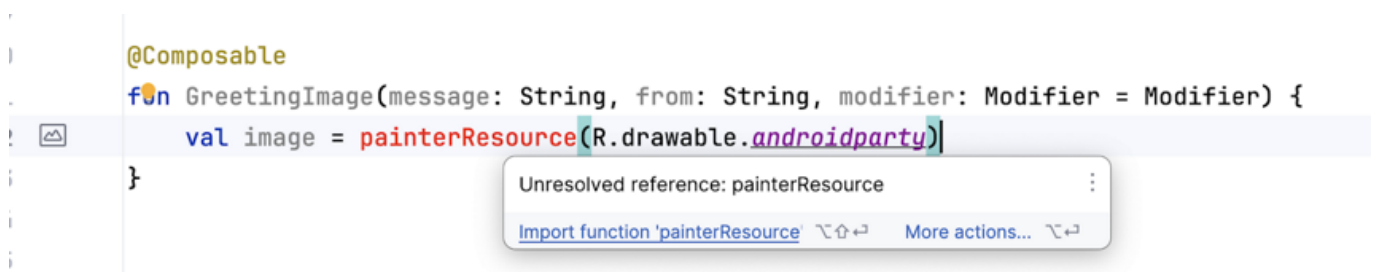 @Composable
fun GreetingImage(message: String, from: String, modifier: Modifier = Modifier) {
val image = painterResource(R.drawable.androidparty)
}
Unresolved reference: painterResource
Import function 'painterResource' ⌥⇧⏎ More actions... ⌥⏎